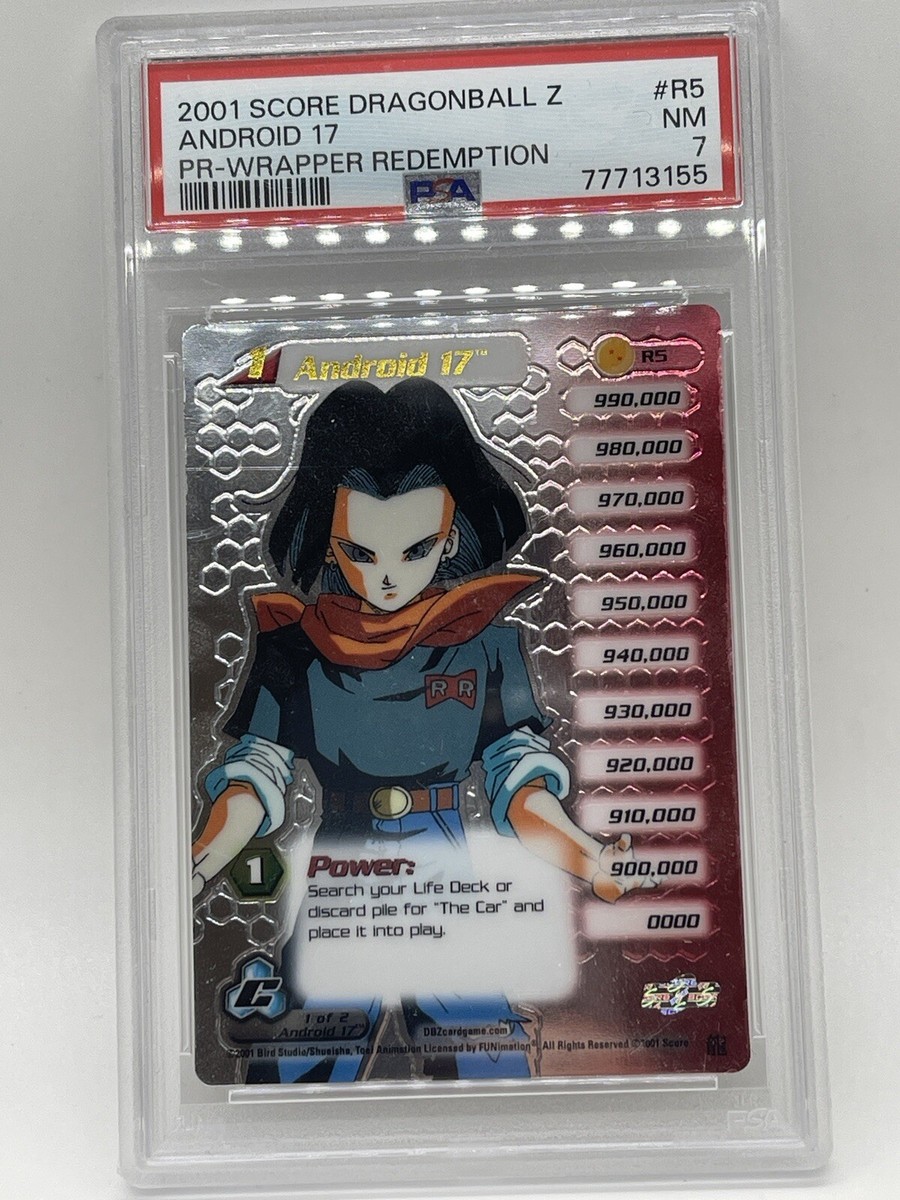 2001 SCORE DRAGONBALL Z #R5
ANDROID 17 NM
PR-WRAPPER REDEMPTION 7
PSA 77713155
1 Android 17™ R5
990,000
980,000
970,000
960,000
950,000
940,000
RR
930,000
920,000
910,000
900,000
0000
1 Power:
Search your Life Deck or
discard pile for "The Car" and
place it into play.
C
1 of 2
Android 17™ DBZcardgame.com
©2001 Bird Studio/Shueisha, Toei Animation Licensed by FUNimation® All Rights Reserved ©2001 Score
PSA